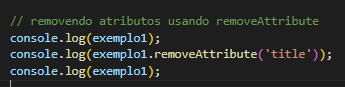 // removendo atributos usando removeAttribute
console.log(exemplo1);
console.log(exemplo1.removeAttribute('title'));
console.log(exemplo1);